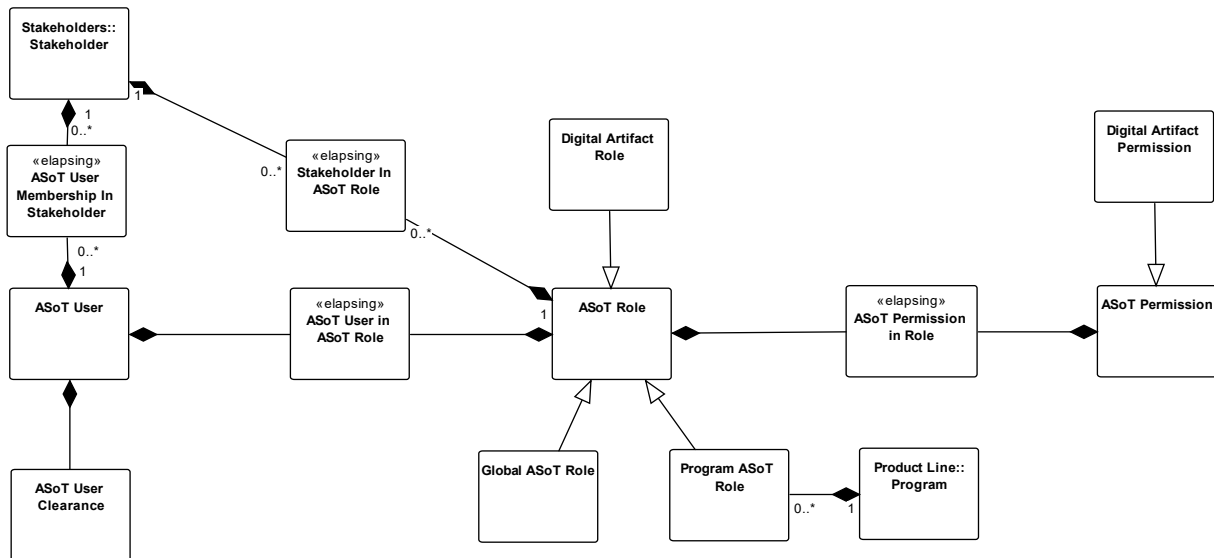 Stakeholders::
Stakeholder
1
1
0..*
«elapsing»
ASoT User
Membership In
Stakeholder
0..*
1
0..*
«elapsing»
Stakeholder In
ASoT Role
0..*
1
Digital Artifact
Role
Digital Artifact
Permission
ASoT User
«elapsing»
ASoT User in
ASoT Role
ASoT Role
«elapsing»
ASoT Permission
in Role
ASoT Permission
ASoT User
Clearance
Global ASoT Role
Program ASoT
Role
0..*
1
Product Line::
Program